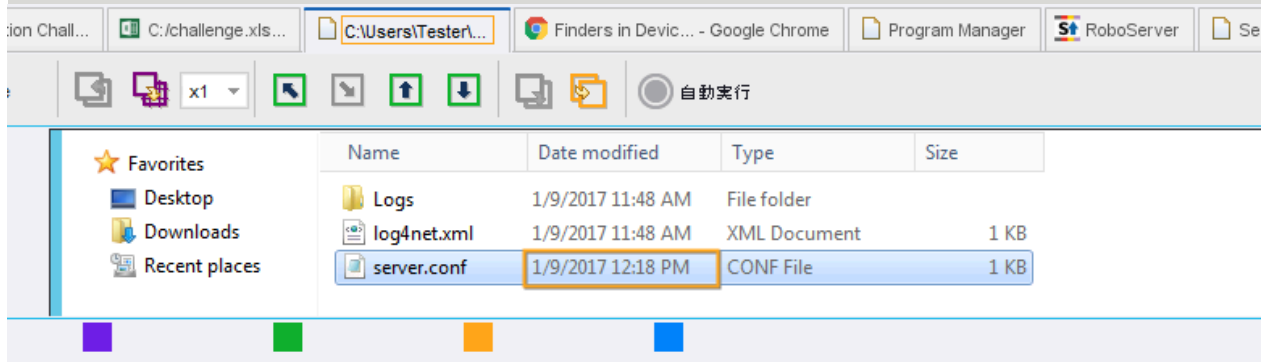 ion Chall... C:/challenge.xls... C:\Users\Tester\... Finders in Devic... - Google Chrome Program Manager RoboServer Se
x1 自動実行
Favorites Name Date modified Type Size
Desktop Logs 1/9/2017 11:48 AM File folder
Downloads log4net.xml 1/9/2017 11:48 AM XML Document 1 KB
Recent places server.conf 1/9/2017 12:18 PM CONF File 1 KB